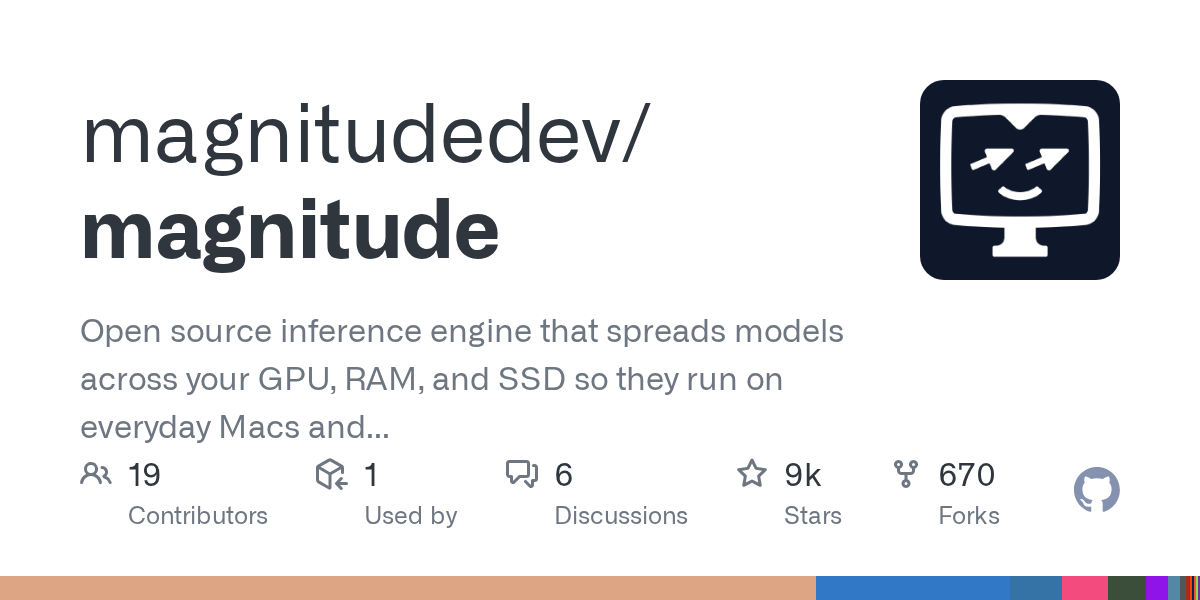 magnitudedev/
magnitude
Open source inference engine that spreads models
across your GPU, RAM, and SSD so they run on
everyday Macs and...
19
Contributors
1
Used by
6
Discussions
9k
Stars
670
Forks